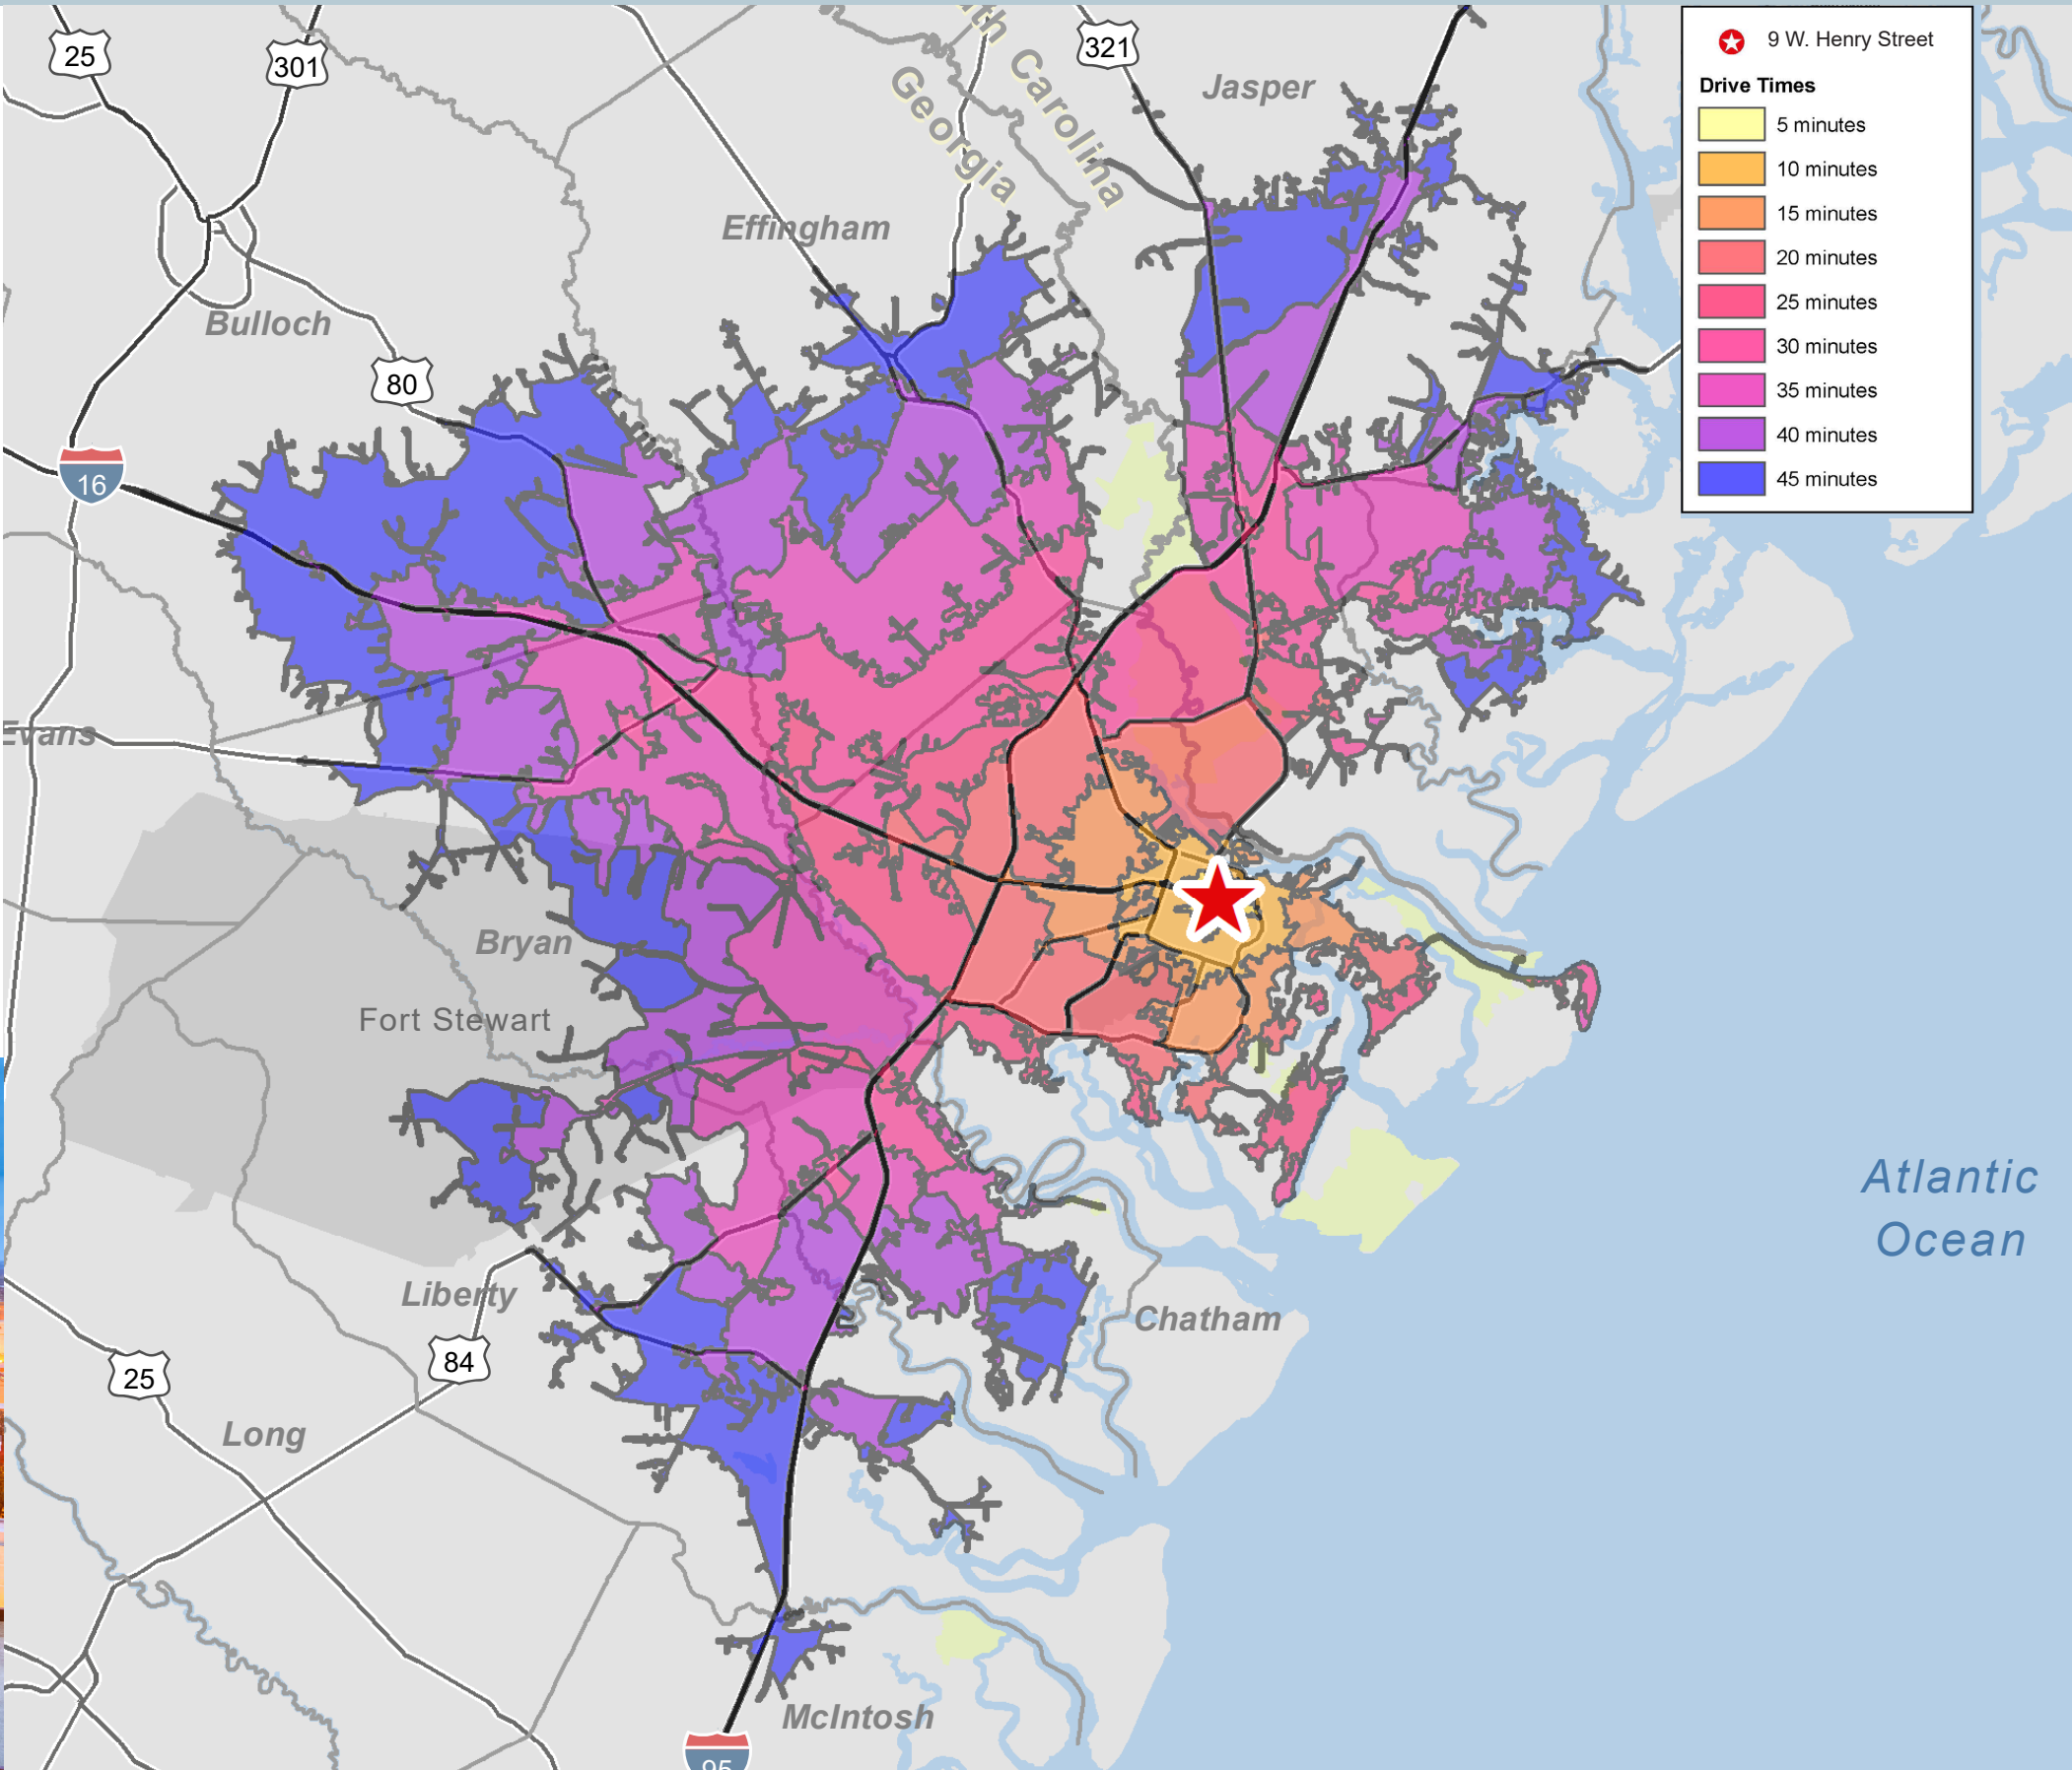 9 W. Henry Street
Drive Times
5 minutes
10 minutes
15 minutes
20 minutes
25 minutes
30 minutes
35 minutes
40 minutes
45 minutes
25
301
321
Jasper
Carolina
Georgia
Effingham
Bulloch
80
16
Evans
Bryan
Fort Stewart
Atlantic
Ocean
Liberty
Chatham
84
25
Long
McIntosh
95